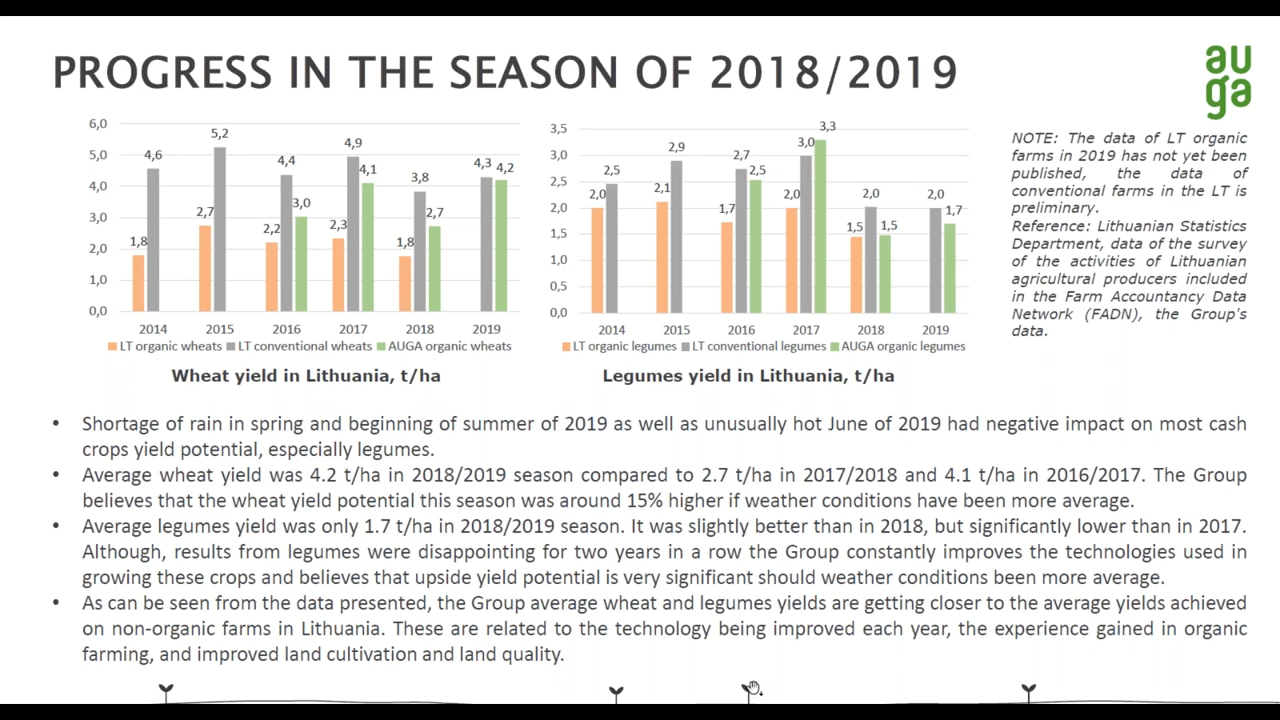 PROGRESS IN THE SEASON OF 2018/2019
au
ga
6,0
5,0
4,0
3,0
2,0
1,0
0,0
1,8
4,6
2,7
5,2
2,2
4,4
3,0
2,3
4,9
4,1
1,8
3,8
2,7
4,3
4,2
2014 2015 2016 2017 2018 2019
LT organic wheats LT conventional wheats AUGA organic wheats
Wheat yield in Lithuania, t/ha
3,5
3,0
2,5
2,0
1,5
1,0
0,5
0,0
2,0
2,5
2,1
2,9
1,7
2,7
2,5
2,0
3,0
3,3
1,5
2,0
1,5
2,0
1,7
2014 2015 2016 2017 2018 2019
LT organic legumes LT conventional legumes AUGA organic legumes
Legumes yield in Lithuania, t/ha
NOTE: The data of LT organic
farms in 2019 has not yet been
published, the data of
conventional farms in the LT is
preliminary.
Reference: Lithuanian Statistics
Department, data of the survey
of the activities of Lithuanian
agricultural producers included
in the Farm Accountancy Data
Network (FADN), the Group's
data.
• Shortage of rain in spring and beginning of summer of 2019 as well as unusually hot June of 2019 had negative impact on most cash
crops yield potential, especially legumes.
• Average wheat yield was 4.2 t/ha in 2018/2019 season compared to 2.7 t/ha in 2017/2018 and 4.1 t/ha in 2016/2017. The Group
believes that the wheat yield potential this season was around 15% higher if weather conditions have been more average.
• Average legumes yield was only 1.7 t/ha in 2018/2019 season. It was slightly better than in 2018, but significantly lower than in 2017.
Although, results from legumes were disappointing for two years in a row the Group constantly improves the technologies used in
growing these crops and believes that upside yield potential is very significant should weather conditions been more average.
• As can be seen from the data presented, the Group average wheat and legumes yields are getting closer to the average yields achieved
on non-organic farms in Lithuania. These are related to the technology being improved each year, the experience gained in organic
farming, and improved land cultivation and land quality.